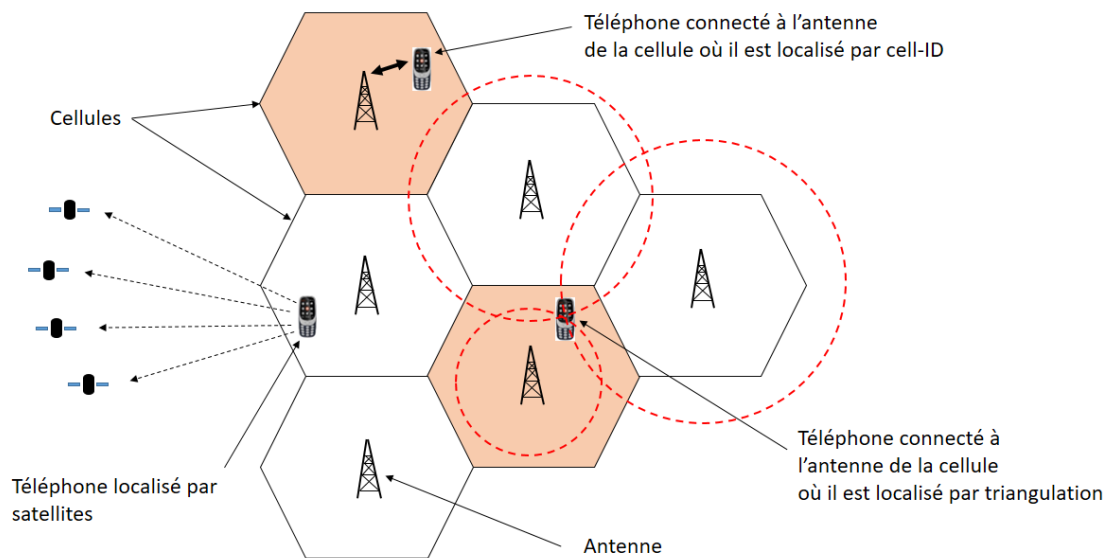 Téléphone connecté à l’antenne
de la cellule où il est localisé par cell-ID
Cellules
Téléphone localisé par
satellites
Téléphone connecté à
l’antenne de la cellule
où il est localisé par triangulation
Antenne